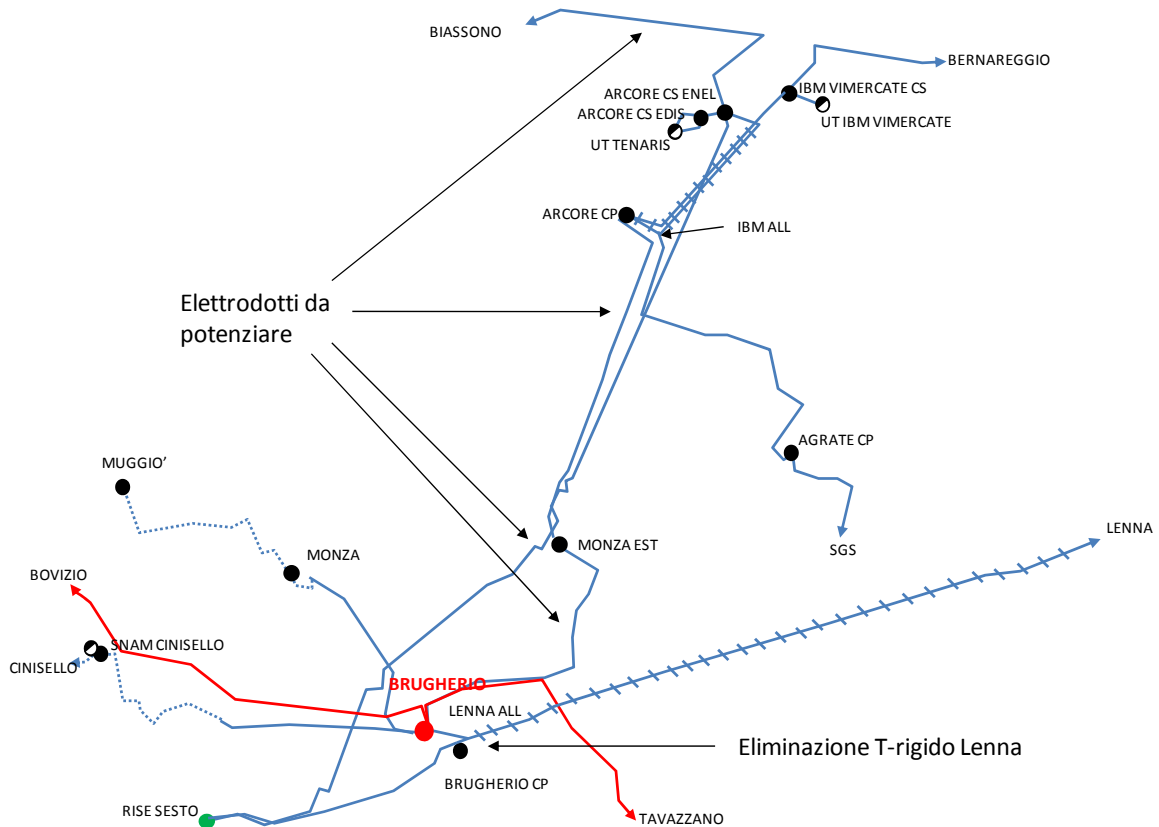 BIASSONO
BERNAREGGIO
ARCORE CS ENEL
IBM VIMERCATE CS
ARCORE CS EDIS
UT IBM VIMERCATE
UT TENARIS
ARCORE CP
IBM ALL
Elettrodotti da
potenziare
AGRATE CP
MUGGIO’
LENNA
MONZA EST
SGS
MONZA
BOVIZIO
SNAM CINISELLO
CINISELLO
BRUGHERIO
LENNA ALL
Eliminazione T-rigido Lenna
BRUGHERIO CP
RISE SESTO
TAVAZZANO